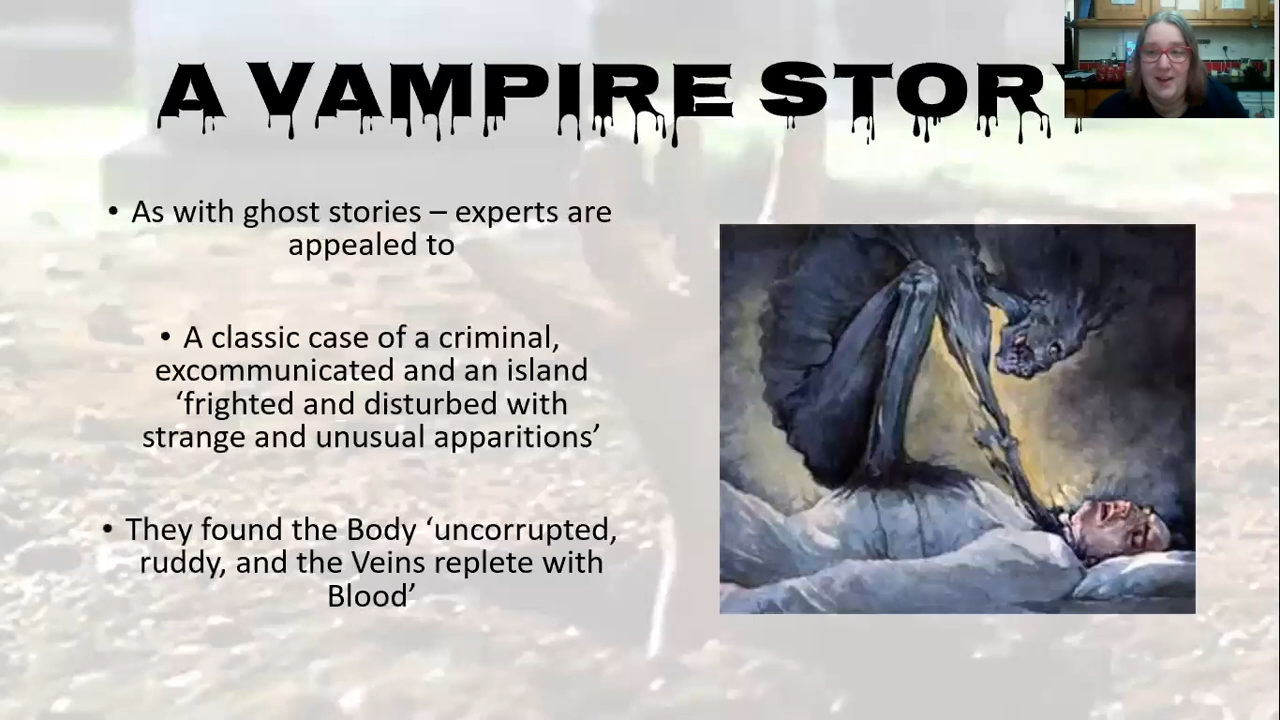 A VAMPIRE STORY
• As with ghost stories – experts are
appealed to
• A classic case of a criminal,
excommunicated and an island
‘frighted and disturbed with
strange and unusual apparitions’
• They found the Body ‘uncorrupted,
ruddy, and the Veins replete with
Blood’